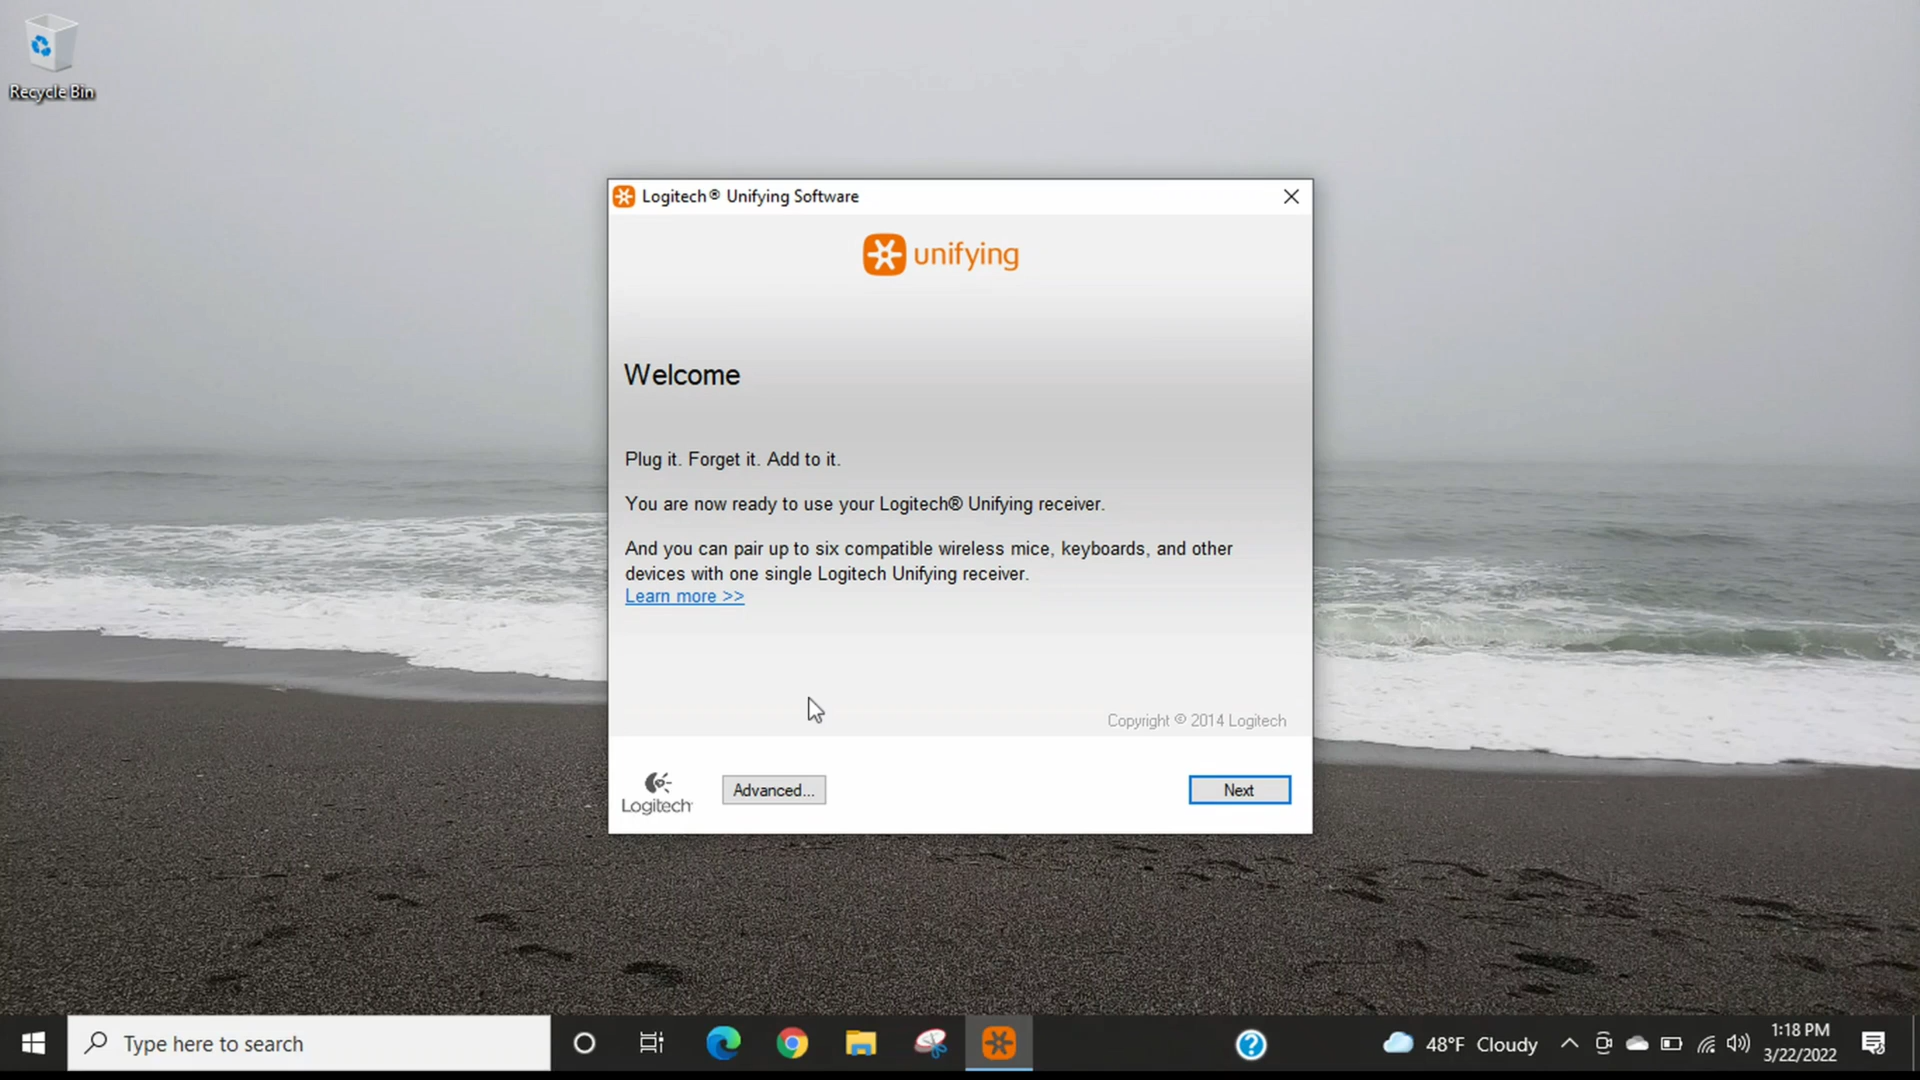 Recycle Bin
Logitech® Unifying Software
unifying
Welcome
Plug it. Forget it. Add to it.
You are now ready to use your Logitech® Unifying receiver.
And you can pair up to six compatible wireless mice, keyboards, and other
devices with one single Logitech Unifying receiver.
Learn more >>
Copyright © 2014 Logitech
Logitech
Advanced...
Next
Type here to search
48°F Cloudy
1:18 PM
3/22/2022